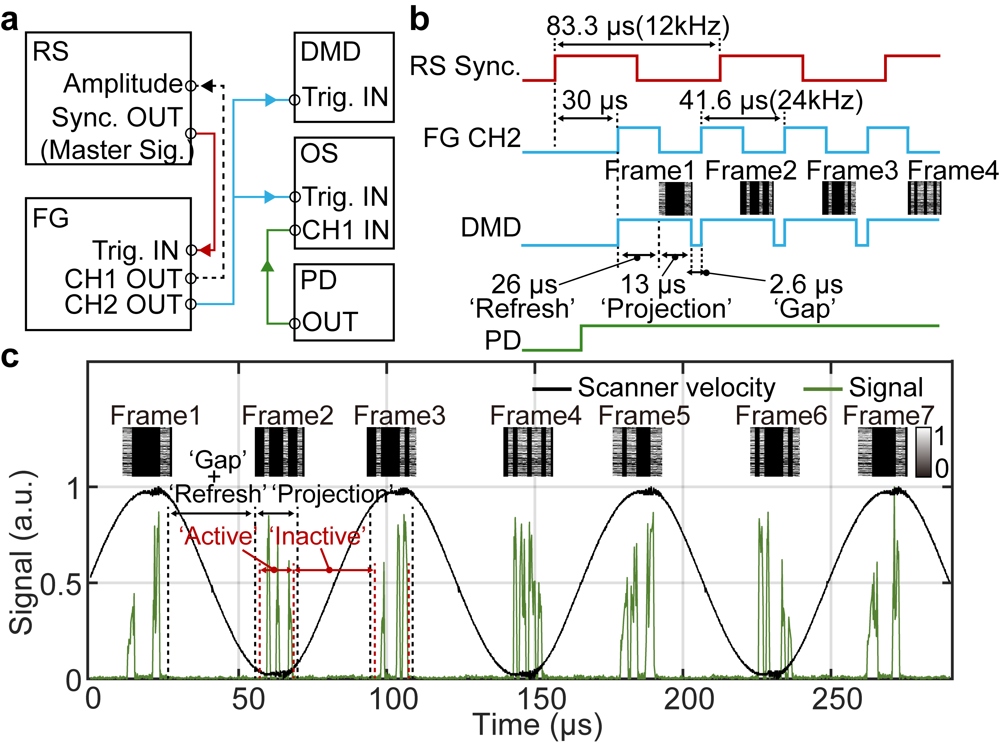 a
RS
Amplitude
Sync. OUT
(Master Sig.)
FG
Trig. IN
CH1 OUT
CH2 OUT
DMD
Trig. IN
OS
Trig. IN
CH1 IN
PD
OUT
b
83.3 µs(12kHz)
RS Sync.
30 µs
41.6 µs(24kHz)
FG CH2
Frame1 Frame2 Frame3 Frame4
DMD
26 µs 13 µs 2.6 µs
‘Refresh’ ‘Projection’ ‘Gap’
PD
c
Scanner velocity Signal
Frame1 Frame2 Frame3 Frame4 Frame5 Frame6 Frame7
1
0
‘Gap’
+
‘Refresh’ ‘Projection’
‘Active’ ‘Inactive’
Signal (a.u.)
1
0.5
0
0 50 100 150 200 250
Time (µs)